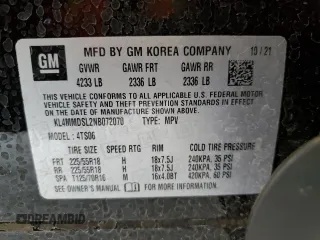 GM
MFD BY GM KOREA COMPANY 10/21
GVWR GAWR FRT GAWR RR
4233 LB 2336 LB 2336 LB
THIS VEHICLE CONFORMS TO ALL APPLICABLE U.S. FEDERAL MOTOR
VEHICLE SAFETY, BUMPER, AND THEFT PREVENTION STANDARDS IN EFFECT
ON THE DATE OF MANUFACTURE SHOWN ABOVE.
KL4MMDSL2NB072070 TYPE: MPV
MODEL: 4TS06
TIRE SIZE SPEED RTG RIM COLD TIRE PRESSURE
FRT 225/55R18 H 18x7.5J 240KPA, 35 PSI
RR 225/55R18 H 18x7.5J 240KPA, 35 PSI
SPA T125/70R16 M 16x4.0BT 420KPA, 60 PSI
SEE OWNER'S MANUAL FOR ADDITIONAL INFORMATION.
© DREAMBID